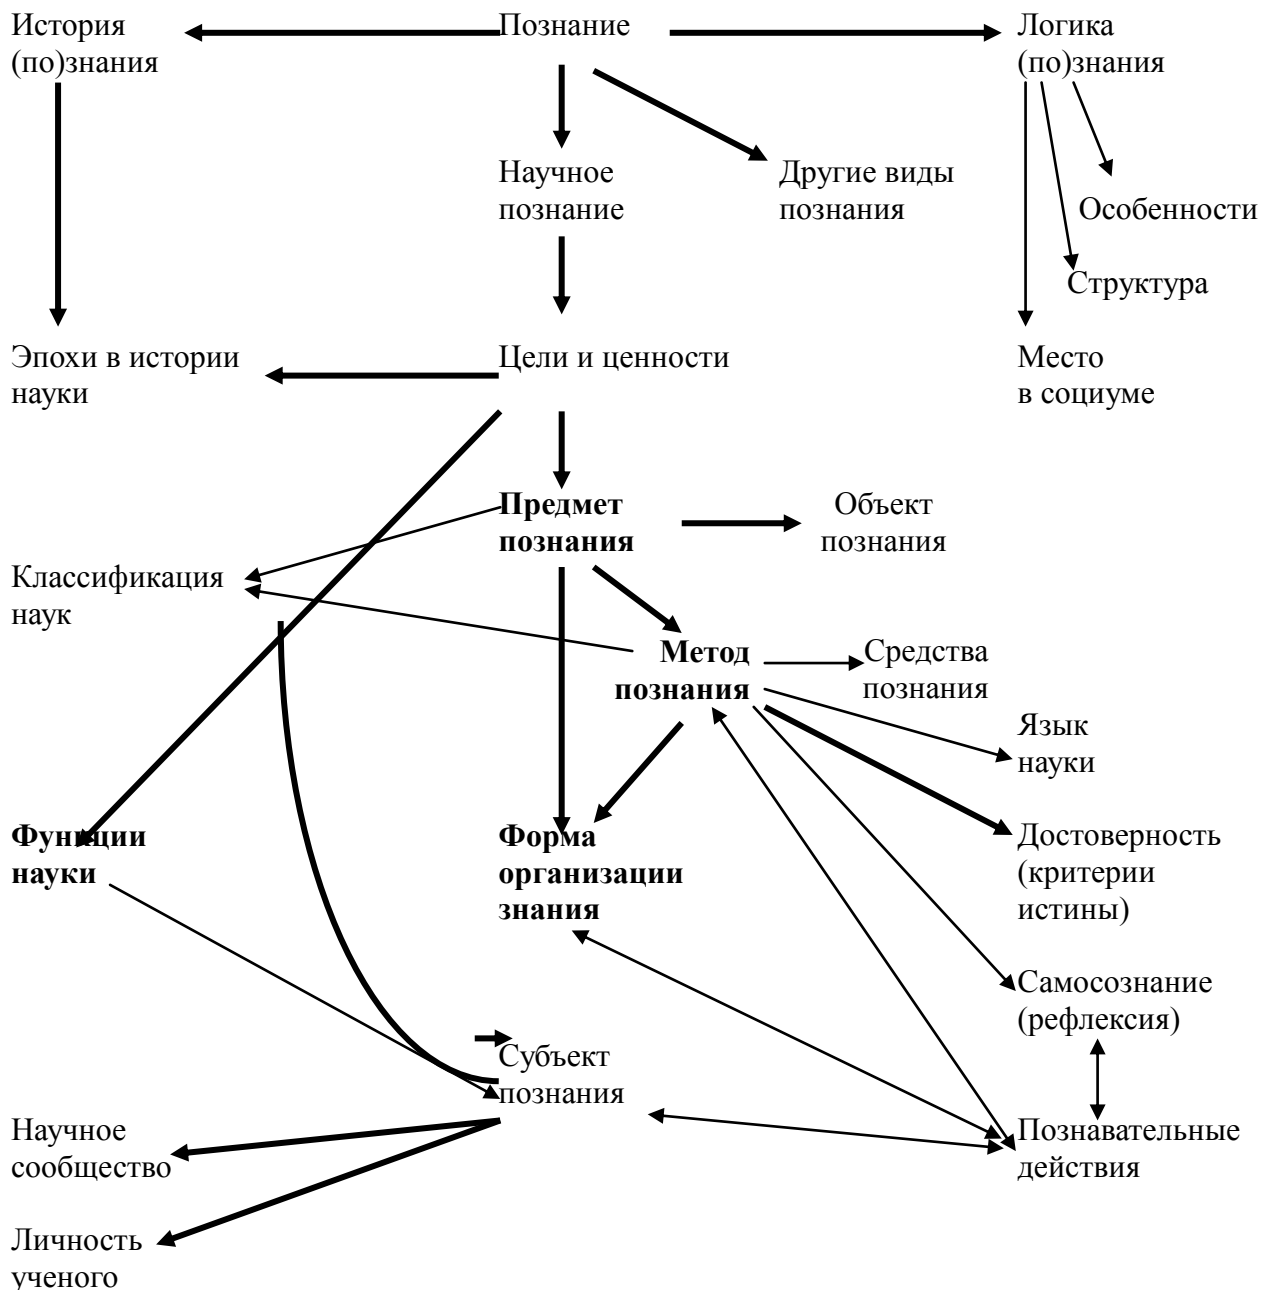 История
(по)знания
Познание
Логика
(по)знания
Научное
познание
Другие виды
познания
Особенности
Структура
Эпохи в истории
науки
Цели и ценности
Место
в социуме
Предмет
познания
Объект
познания
Классификация
наук
Метод
познания
Средства
познания
Язык
науки
Функции
науки
Форма
организации
знания
Достоверность
(критерии
истины)
Самосознание
(рефлексия)
Субъект
познания
Научное
сообщество
Познавательные
действия
Личность
ученого